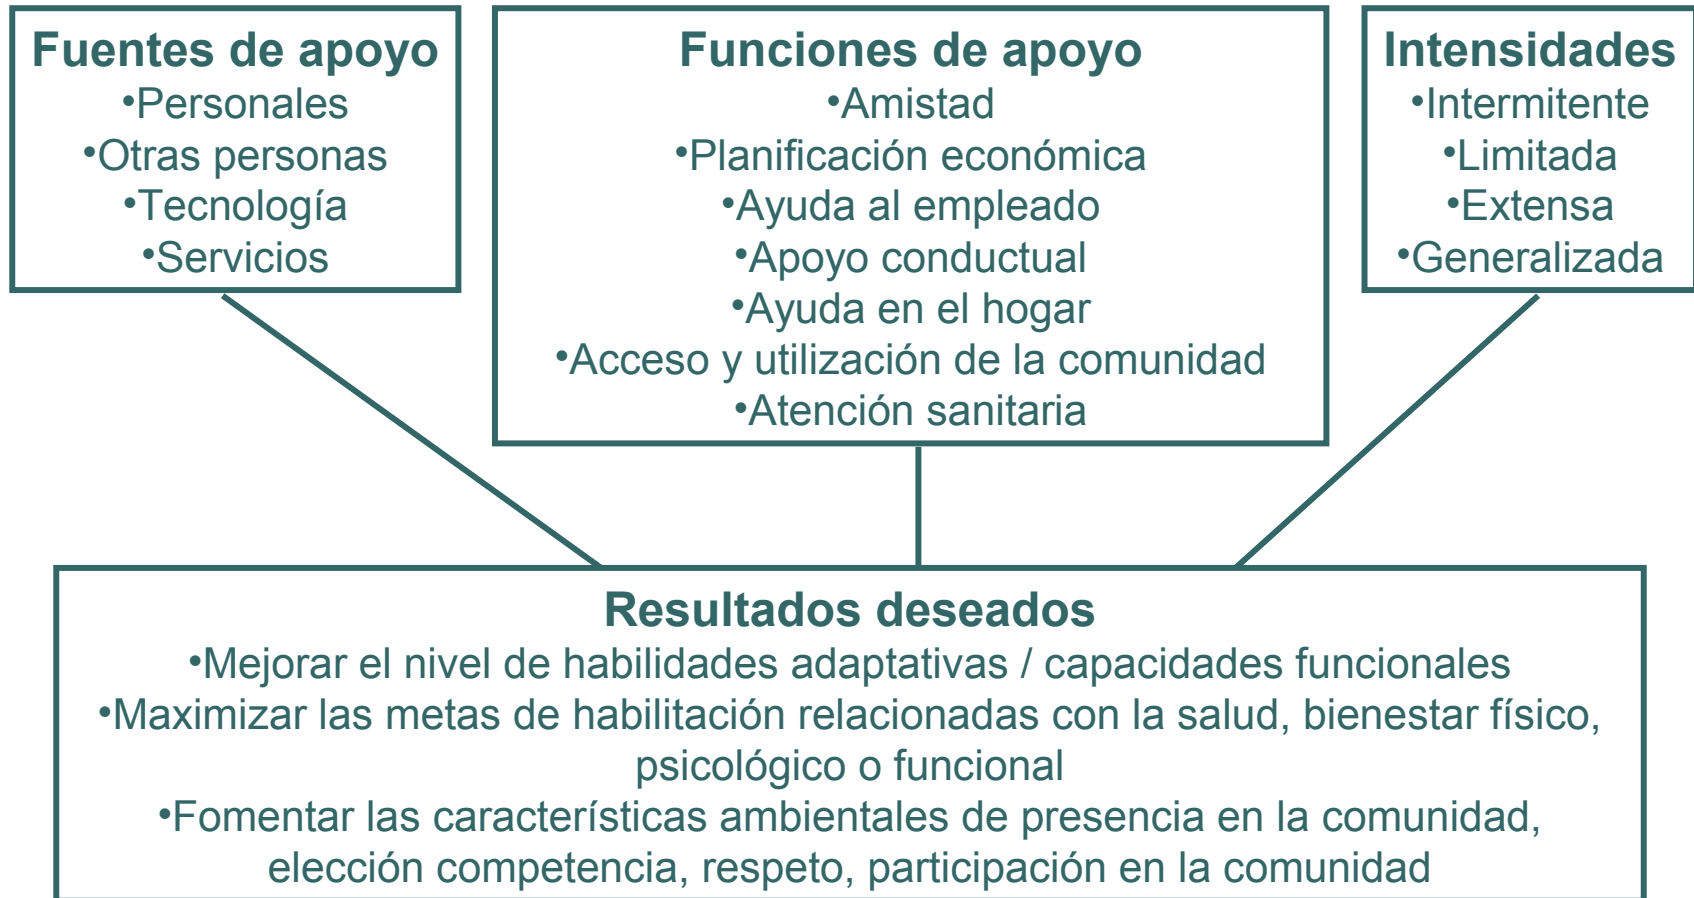 Fuentes de apoyo
•Personales
•Otras personas
•Tecnología
•Servicios
Funciones de apoyo
•Amistad
•Planificación económica
•Ayuda al empleado
•Apoyo conductual
•Ayuda en el hogar
•Acceso y utilización de la comunidad
•Atención sanitaria
Intensidades
•Intermitente
•Limitada
•Extensa
•Generalizada
Resultados deseados
•Mejorar el nivel de habilidades adaptativas / capacidades funcionales
•Maximizar las metas de habilitación relacionadas con la salud, bienestar físico,
psicológico o funcional
•Fomentar las características ambientales de presencia en la comunidad,
elección competencia, respeto, participación en la comunidad